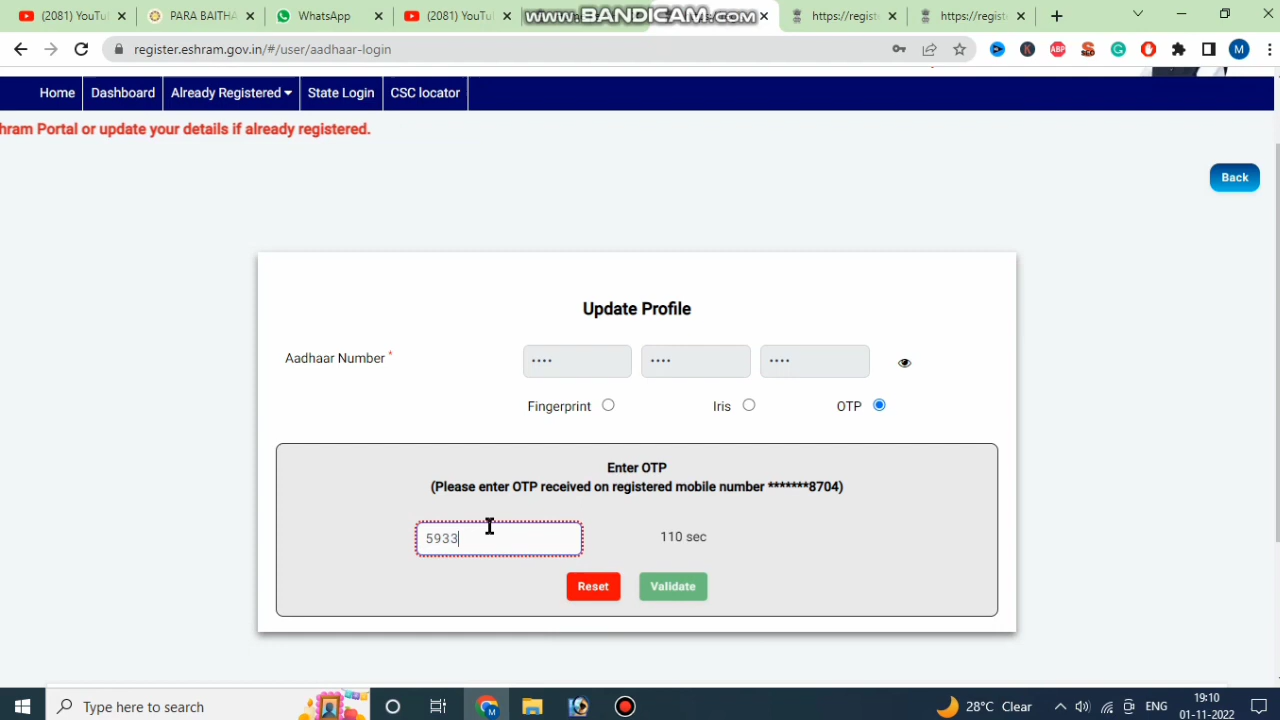 (2081) YouTu
PARA BAITHA
WhatsApp
(2081) YouTu
www.BANDICAM.com
https://regist
https://regist
register.eshram.gov.in/#/user/aadhaar-login
Home
Dashboard
Already Registered
State Login
CSC locator
hram Portal or update your details if already registered.
Back
Update Profile
Aadhaar Number *
Fingerprint
Iris
OTP
Enter OTP
(Please enter OTP received on registered mobile number *******8704)
5933
110 sec
Reset
Validate
Type here to search
28°C Clear
ENG
19:10
01-11-2022